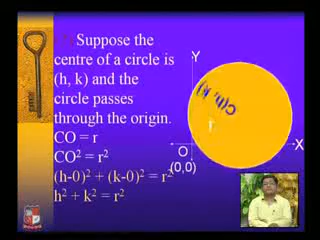 Suppose the
centre of a circle is
(h, k) and the
circle passes
through the origin.
CO = r
CO² = r²
(h-0)² + (k-0)² = r²
h² + k² = r²
Y
C(h, k)
r
O
X
(0,0)